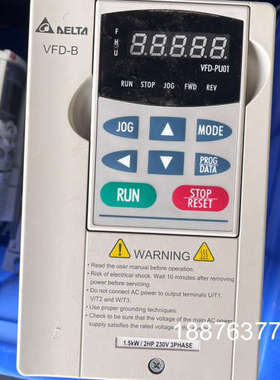 DELTA
VFD-B
F
H
U
88888
VFD-PU01
RUN STOP JOG FWD REV
JOG
MODE
PROG
DATA
RUN
STOP
RESET
WARNING
Read the user manual before operation.
Risk of electrical shock. Wait 10 minutes after removing
power before servicing.
Do not connect AC power to output terminals U/T1,
V/T2 and W/T3.
Use proper grounding techniques.
Check to be sure that the voltage of the main AC power
supply satisfies the rated voltage
1.5kW / 2HP 230V 3PHASE
18876377